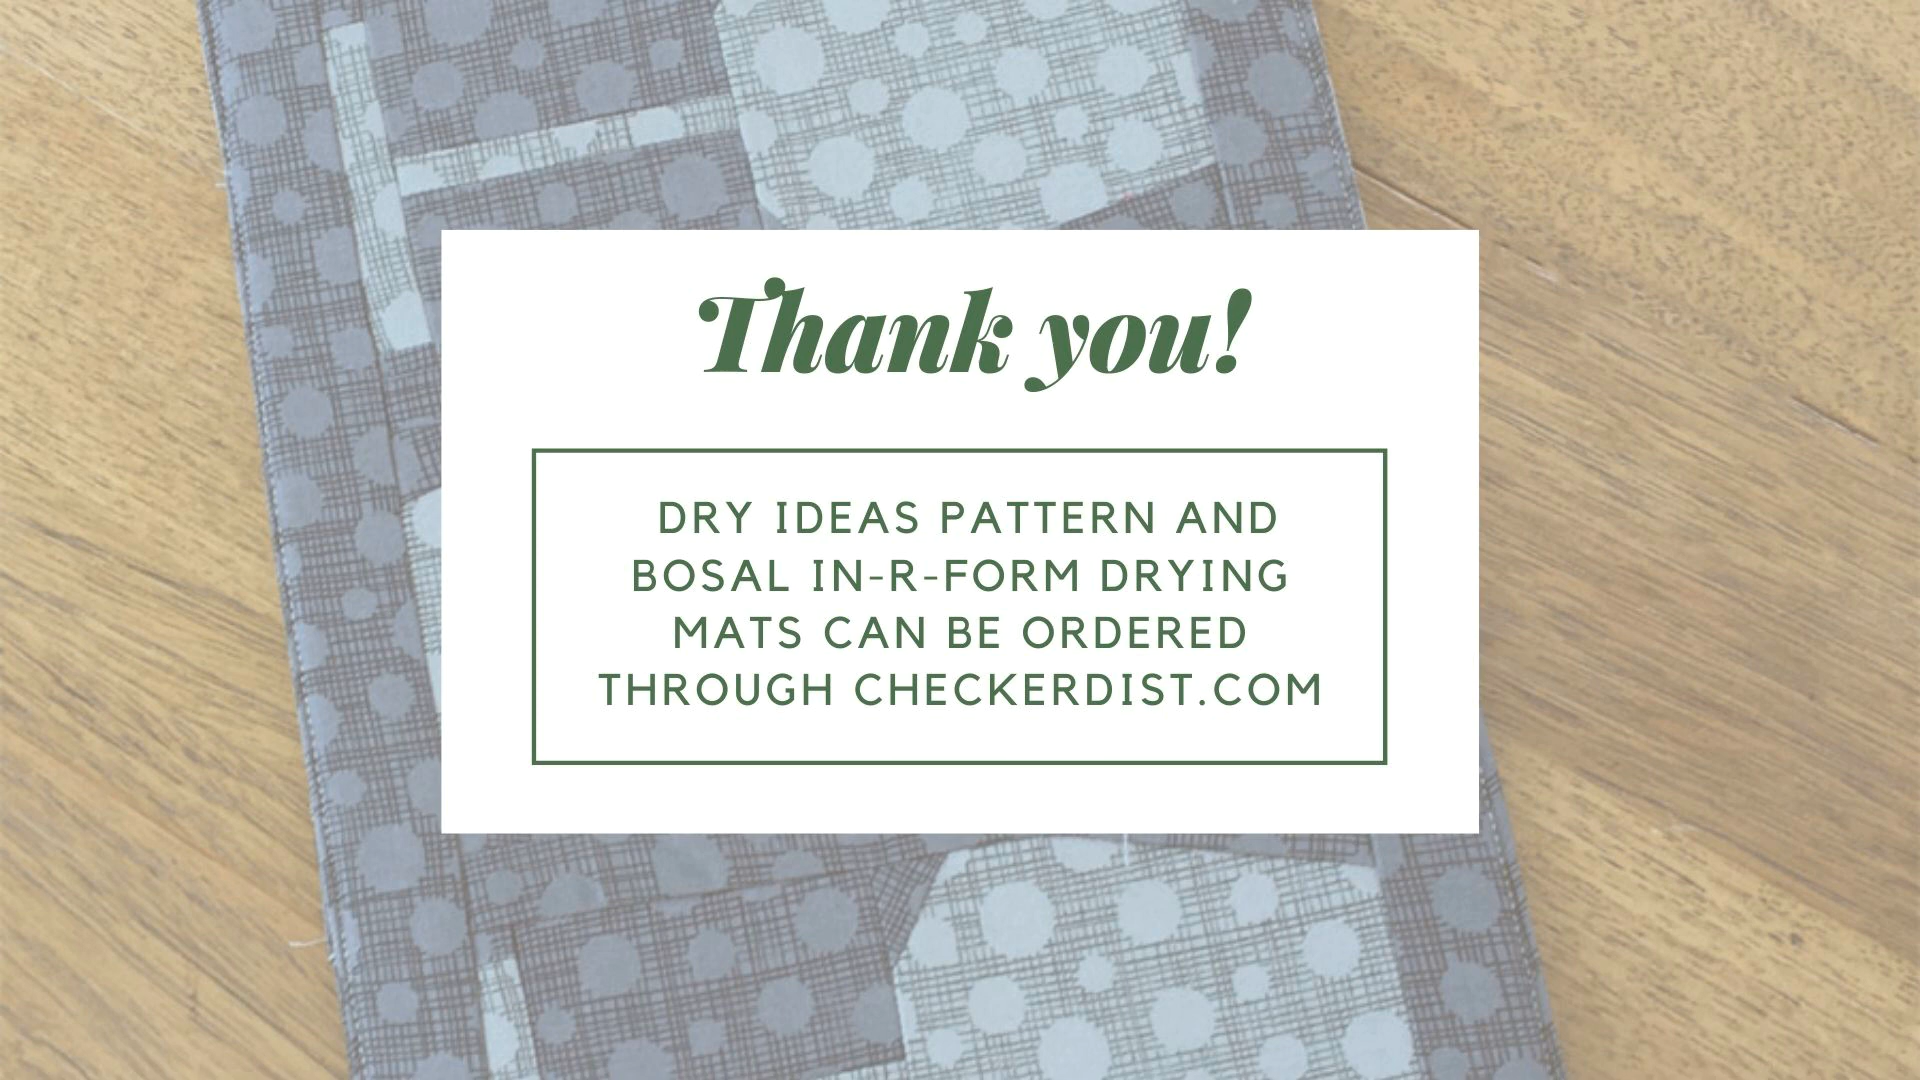 Thank you!
DRY IDEAS PATTERN AND
BOSAL IN-R-FORM DRYING
MATS CAN BE ORDERED
THROUGH CHECKERDIST.COM